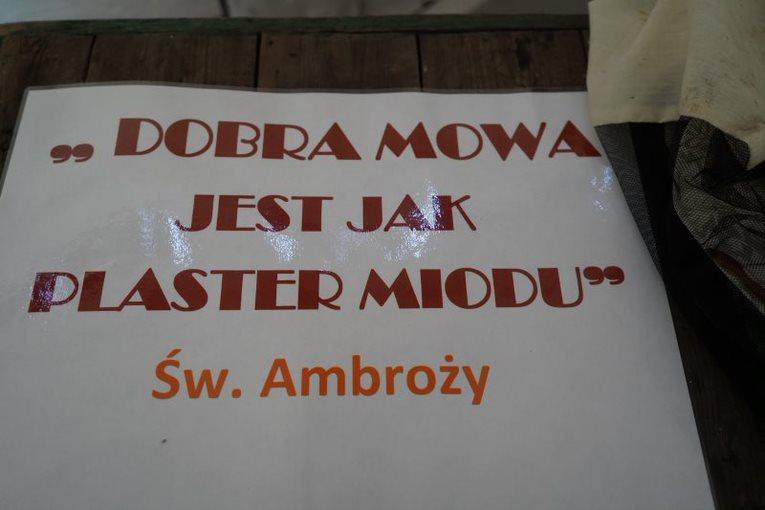 „ DOBRA MOWA
JEST JAK
PLASTER MIODU”
Św. Ambroży